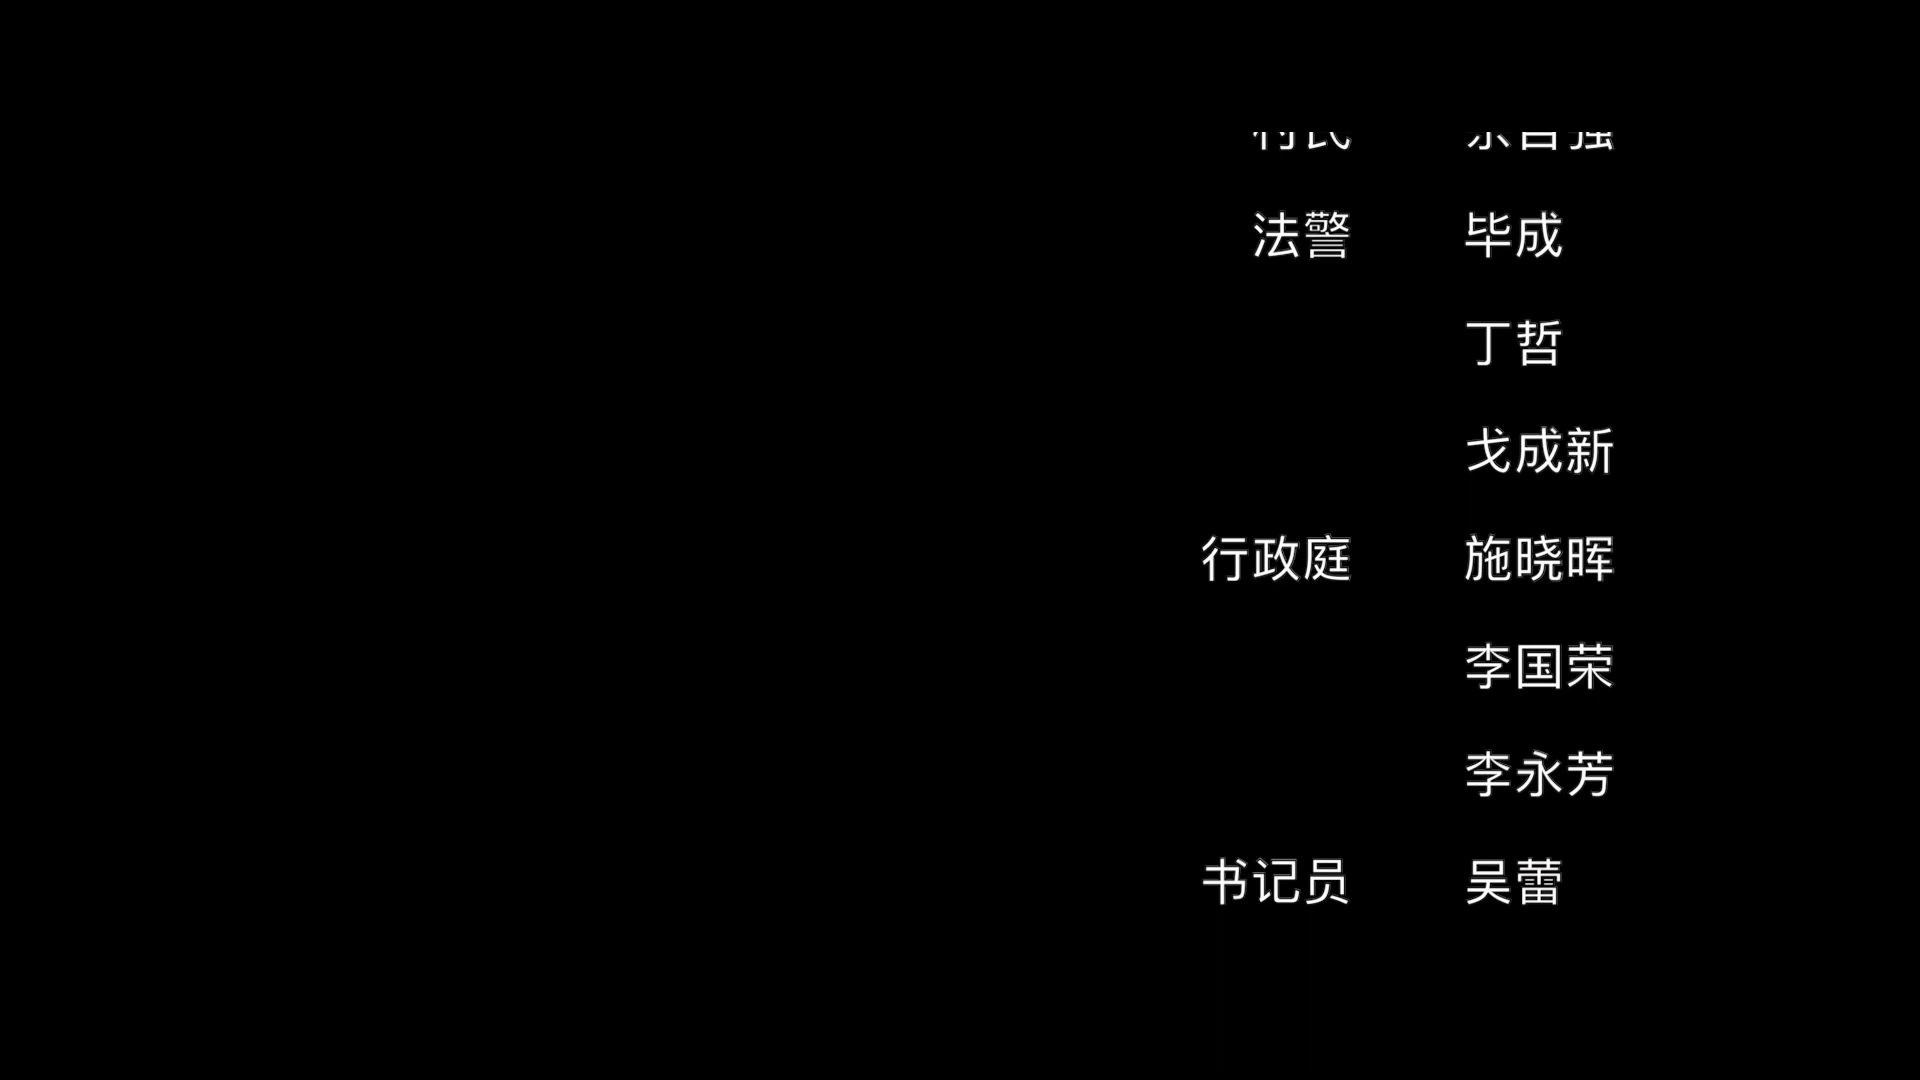 法警 毕成
丁哲
戈成新
行政庭 施晓晖
李国荣
李永芳
书记员 吴蕾